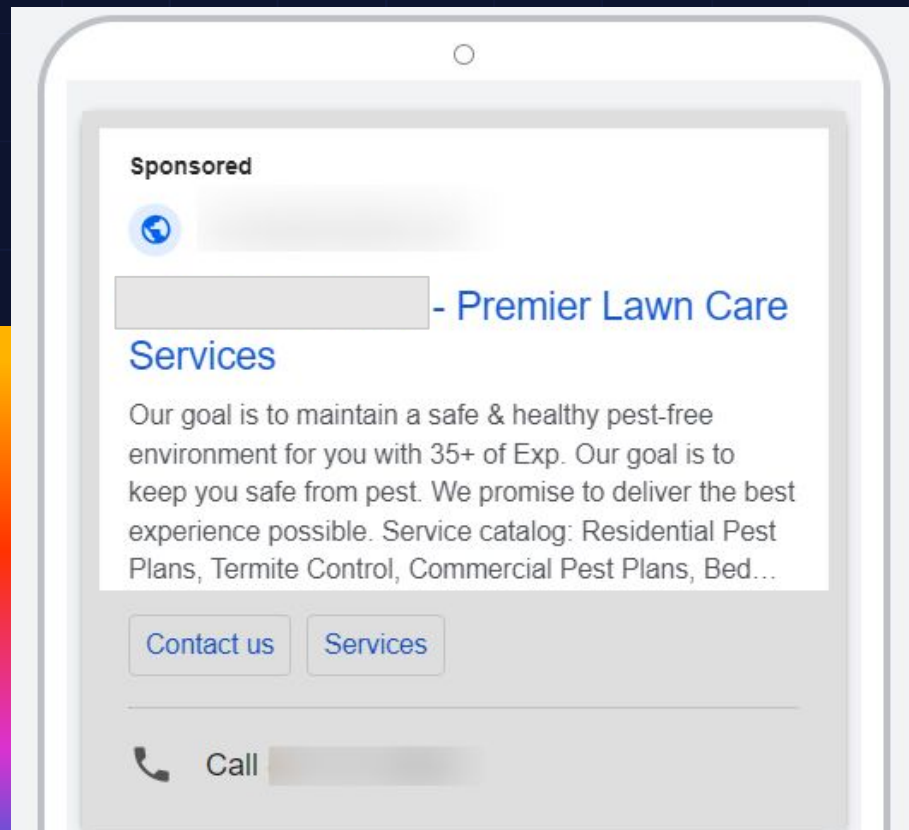 Sponsored
- Premier Lawn Care
Services
Our goal is to maintain a safe & healthy pest-free
environment for you with 35+ of Exp. Our goal is to
keep you safe from pest. We promise to deliver the best
experience possible. Service catalog: Residential Pest
Plans, Termite Control, Commercial Pest Plans, Bed...
Contact us
Services
Call